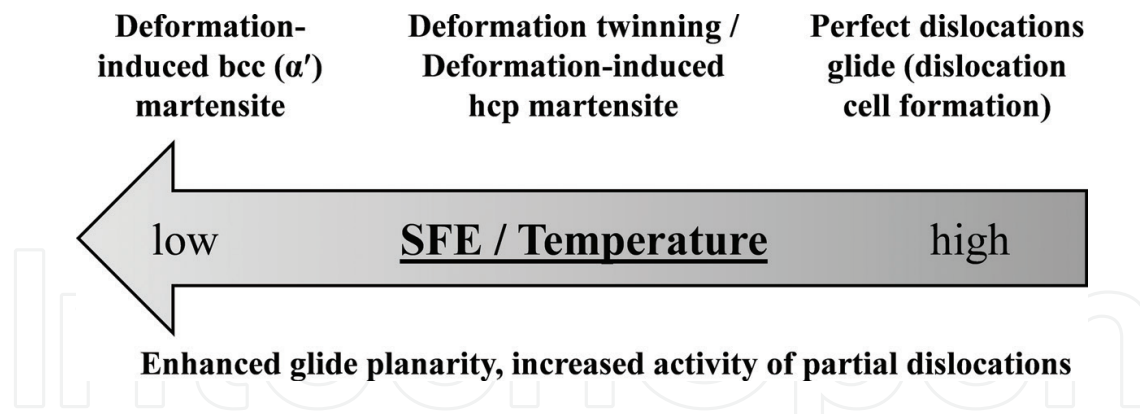 Deformation-
induced bcc (α′)
martensite
Deformation twinning /
Deformation-induced
hcp martensite
Perfect dislocations
glide (dislocation
cell formation)
low
SFE / Temperature
high
Enhanced glide planarity, increased activity of partial dislocations
IntechOpen